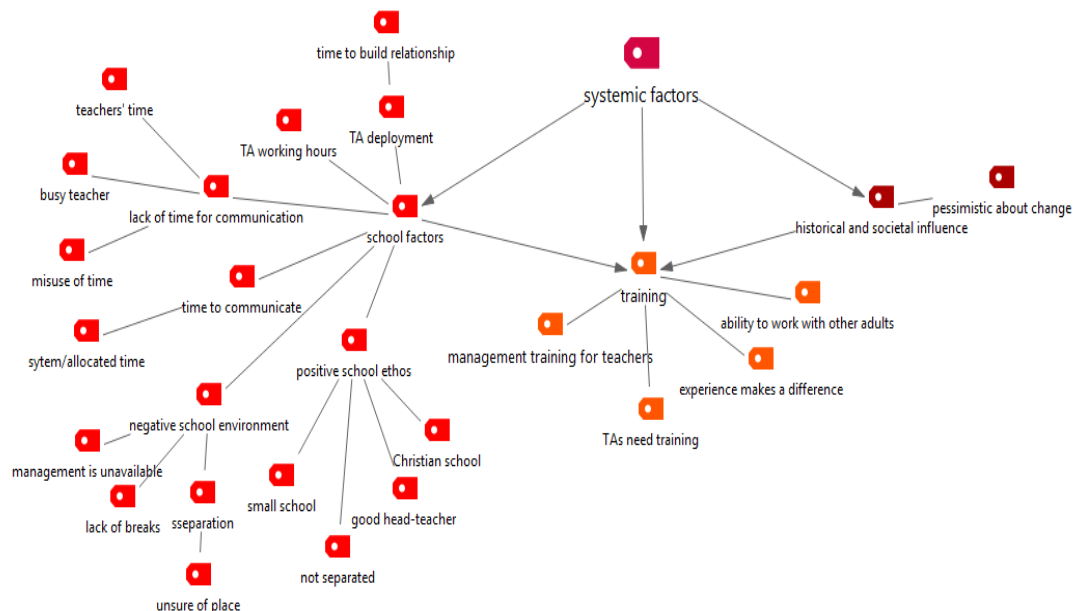 time to build relationship
systemic factors
teachers' time
TA deployment
TA working hours
busy teacher
pessimistic about change
lack of time for communication
historical and societal influence
school factors
misuse of time
training
time to communicate
ability to work with other adults
sytem/allocated time
management training for teachers
positive school ethos
experience makes a difference
negative school environment
TAs need training
Christian school
management is unavailable
small school
good head-teacher
lack of breaks
sseparation
not separated
unsure of place